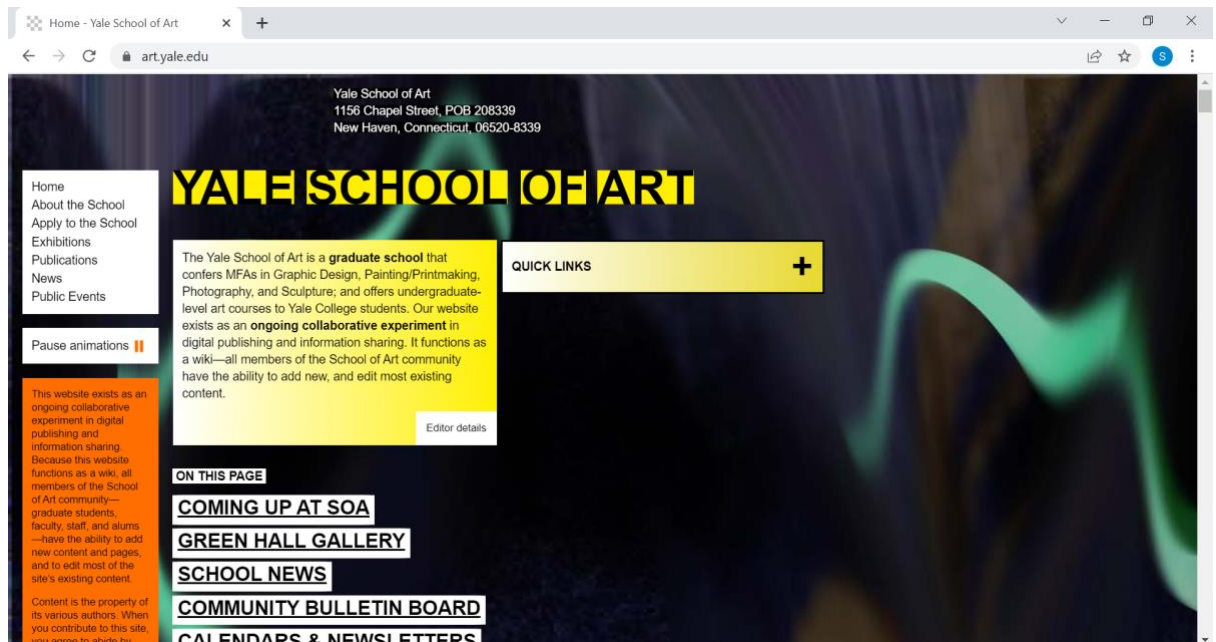 Home - Yale School of Art
art.yale.edu
S
Yale School of Art
1156 Chapel Street, POB 208339
New Haven, Connecticut, 06520-8339
Home
About the School
Apply to the School
Exhibitions
Publications
News
Public Events
Pause animations
This website exists as an
ongoing collaborative
experiment in digital
publishing and
information sharing.
Because this website
functions as a wiki, all
members of the School
of Art community—
graduate students,
faculty, staff, and alums
—have the ability to add
new content and pages,
and to edit most of the
site's existing content.
Content is the property of
its various authors. When
you contribute to this site,
you agree to abide by
YALE SCHOOL OF ART
The Yale School of Art is a graduate school that
confers MFAs in Graphic Design, Painting/Printmaking,
Photography, and Sculpture; and offers undergraduate-
level art courses to Yale College students. Our website
exists as an ongoing collaborative experiment in
digital publishing and information sharing. It functions as
a wiki—all members of the School of Art community
have the ability to add new, and edit most existing
content.
Editor details
QUICK LINKS
ON THIS PAGE
COMING UP AT SOA
GREEN HALL GALLERY
SCHOOL NEWS
COMMUNITY BULLETIN BOARD
CALENDARS & NEWSLETTERS